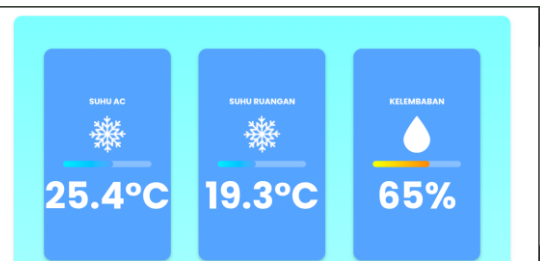 SUHU AC
25.4°C
SUHU RUANGAN
19.3°C
KELEMBABAN
65%